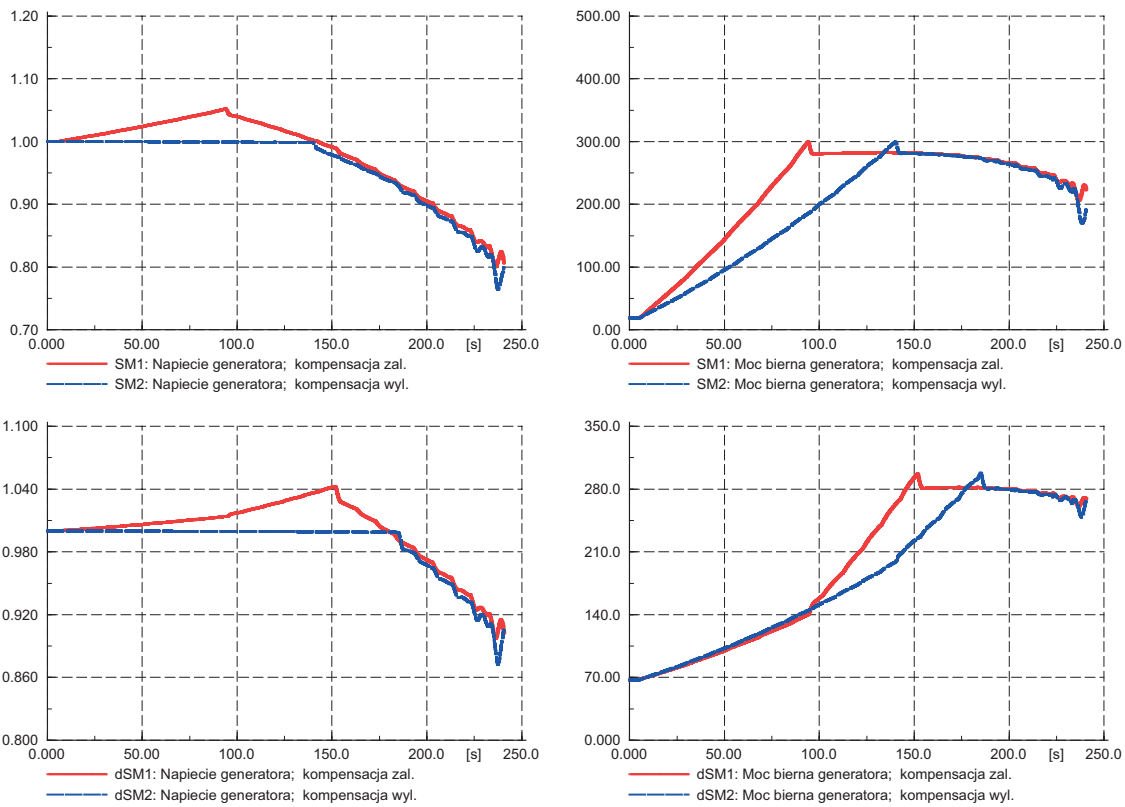 1.20
1.10
1.00
0.90
0.80
0.70
0.000 50.00 100.0 150.0 200.0 [s] 250.0
SM1: Napiecie generatora; kompensacja zal.
SM2: Napiecie generatora; kompensacja wyl.
500.00
400.00
300.00
200.00
100.00
0.00
0.000 50.00 100.0 150.0 200.0 [s] 250.0
SM1: Moc bierna generatora; kompensacja zal.
SM2: Moc bierna generatora; kompensacja wyl.
1.100
1.040
0.980
0.920
0.860
0.800
0.000 50.00 100.0 150.0 200.0 [s] 250.0
dSM1: Napiecie generatora; kompensacja zal.
dSM2: Napiecie generatora; kompensacja wyl.
350.0
280.0
210.0
140.0
70.00
0.000
0.000 50.00 100.0 150.0 200.0 [s] 250.0
dSM1: Moc bierna generatora; kompensacja zal.
dSM2: Moc bierna generatora; kompensacja wyl.